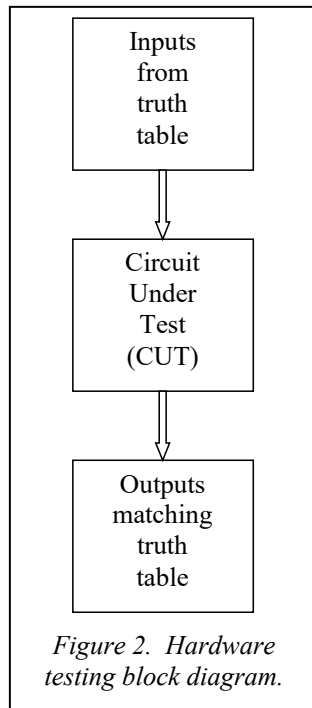 Inputs
from
truth
table
Circuit
Under
Test
(CUT)
Outputs
matching
truth
table
Figure 2.  Hardware
testing block diagram.